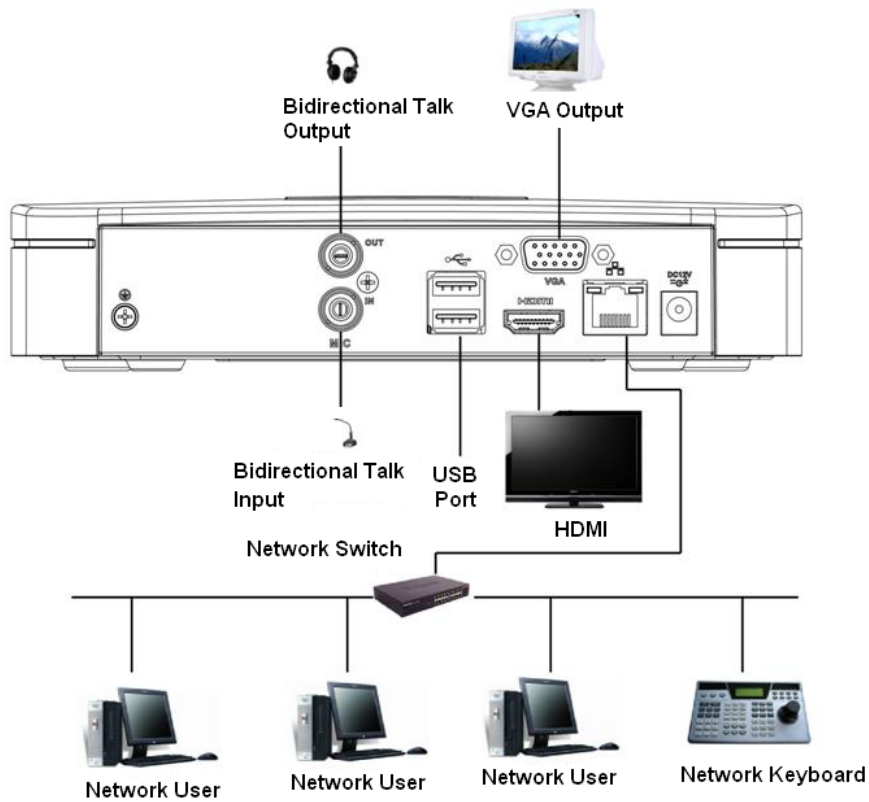 Bidirectional Talk
Output
VGA Output
OUT
IN
MIC
VGA
HDMI
DC12V
Bidirectional Talk
Input
USB
Port
HDMI
Network Switch
Network User
Network User
Network User
Network Keyboard